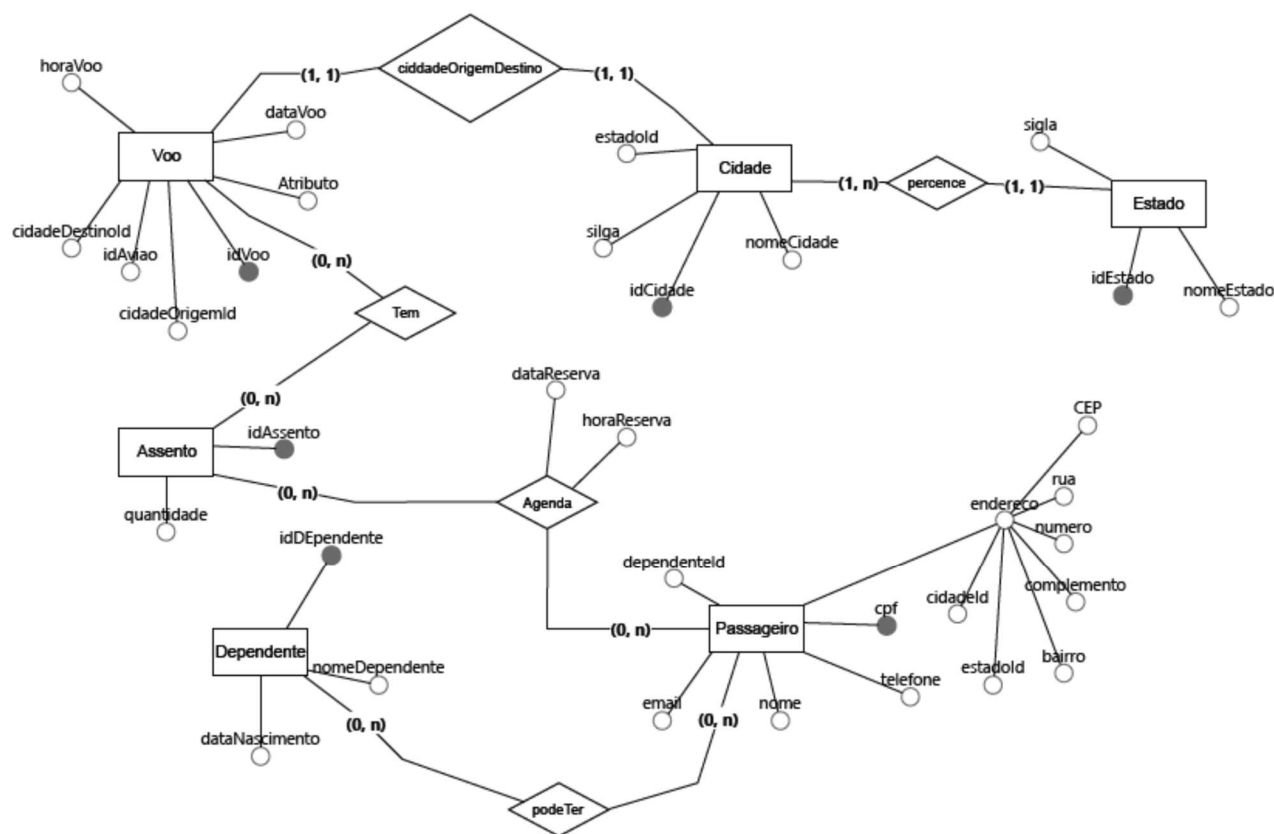 horaVoo
(1, 1)
ciddadeOrigemDestino
(1, 1)
dataVoo
Voo
Atributo
cidadeDestinoId
idAviao
idVoo
cidadeOrigemId
(0, n)
estadoId
Cidade
silga
nomeCidade
idCidade
(1, n)
percence
(1, 1)
sigla
Estado
idEstado
nomeEstado
Tem
(0, n)
idAssento
Assento
quantidade
(0, n)
dataReserva
horaReserva
Agenda
(0, n)
CEP
rua
endereco
numero
complemento
cidadeId
estadoId
bairro
dependenteId
cpf
Passageiro
telefone
email
nome
(0, n)
idDEpendente
Dependente
nomeDependente
dataNascimento
(0, n)
podeTer